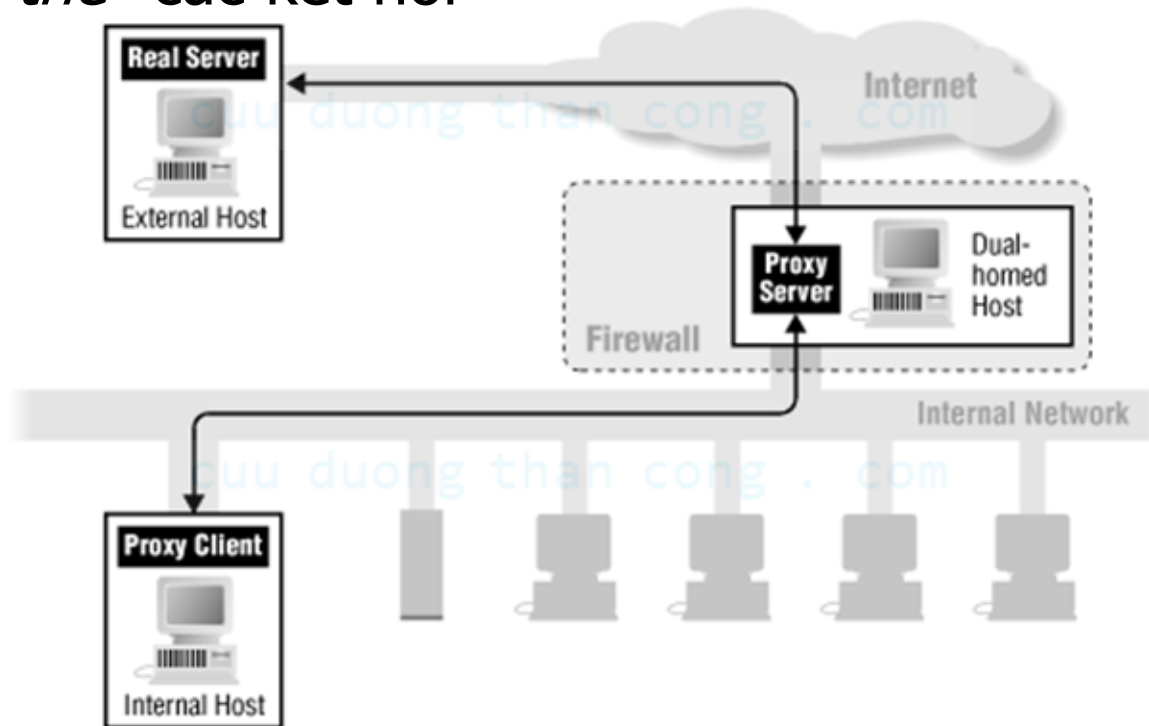 Real Server
External Host
Internet
cuu duong than cong . com
Proxy
Server
Dual-
homed
Host
Firewall
Internal Network
cuu duong than cong . com
Proxy Client
Internal Host